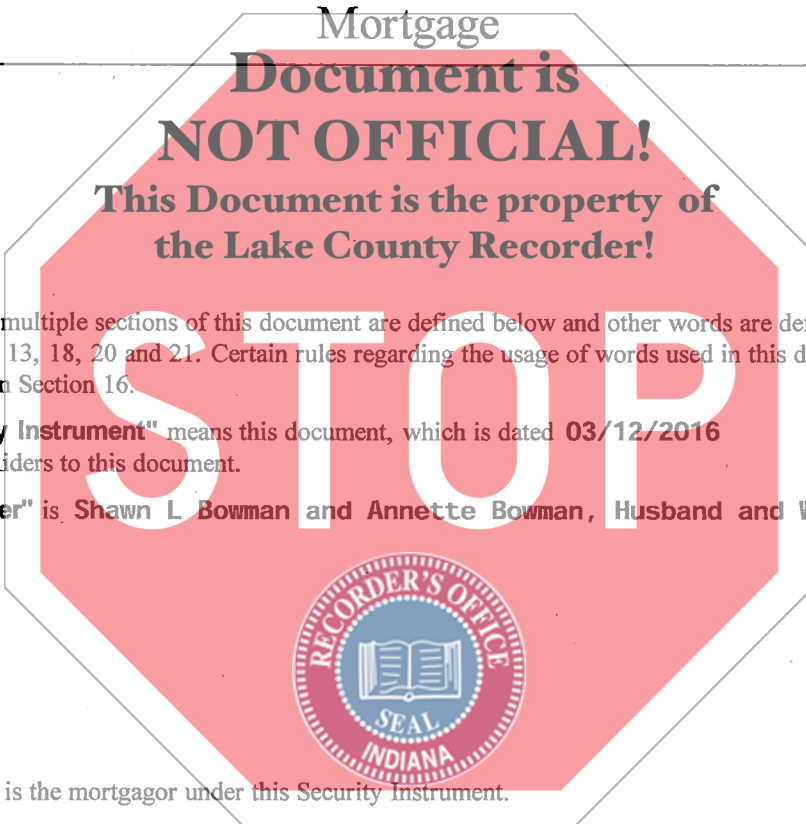 Mortgage
Document is
NOT OFFICIAL!
This Document is the property of
the Lake County Recorder!
multiple sections of this document are defined below and other words are de
13, 18, 20 and 21. Certain rules regarding the usage of words used in this d
n Section 16.
y Instrument" means this document, which is dated 03/12/2016
iders to this document.
er" is Shawn L Bowman and Annette Bowman, Husband and W
STOP
RECORDER'S OFFICE
SEAL
INDIANA
is the mortgagor under this Security Instrument.